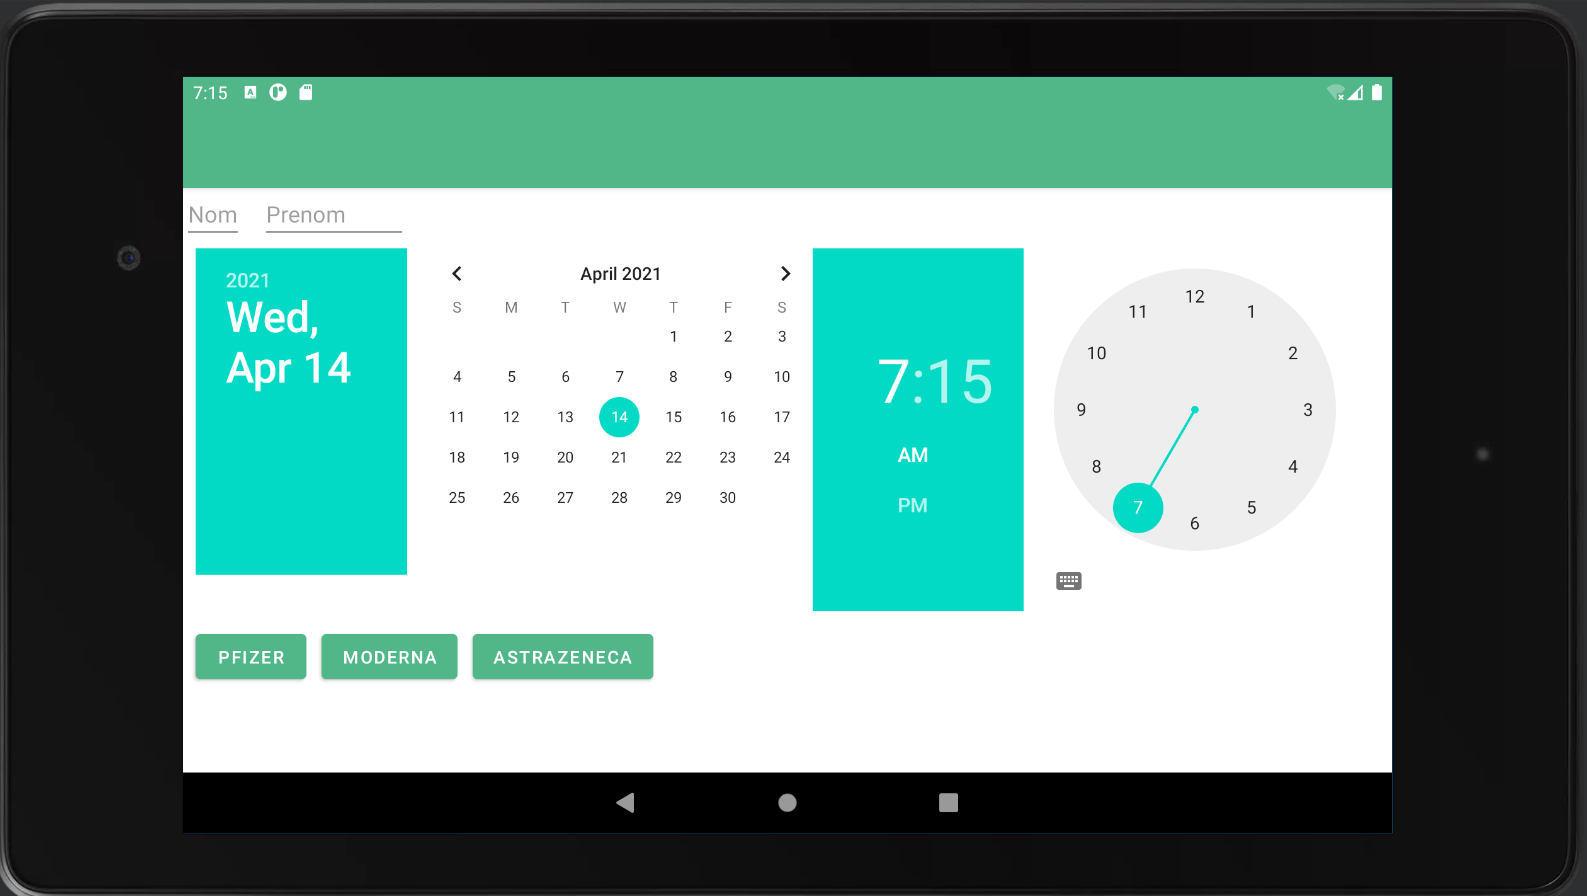 7:15
Nom Prenom
2021
Wed,
Apr 14
April 2021
S M T W T F S
1 2 3
4 5 6 7 8 9 10
11 12 13 14 15 16 17
18 19 20 21 22 23 24
25 26 27 28 29 30
7:15
AM
PM
12
11 1
10 2
9 3
8 4
7 5
6
PFIZER MODERNA ASTRAZENECA